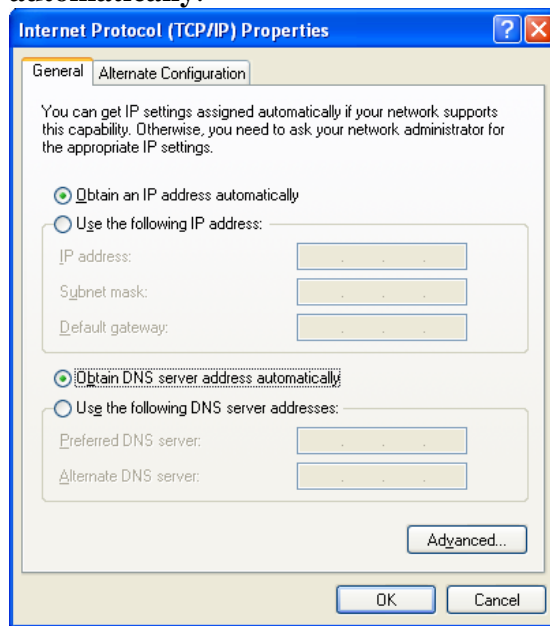 automatically.
Internet Protocol (TCP/IP) Properties
General Alternate Configuration
You can get IP settings assigned automatically if your network supports
this capability. Otherwise, you need to ask your network administrator for
the appropriate IP settings.
Obtain an IP address automatically
Use the following IP address:
IP address:
Subnet mask:
Default gateway:
Obtain DNS server address automatically
Use the following DNS server addresses:
Preferred DNS server:
Alternate DNS server:
Advanced...
OK Cancel